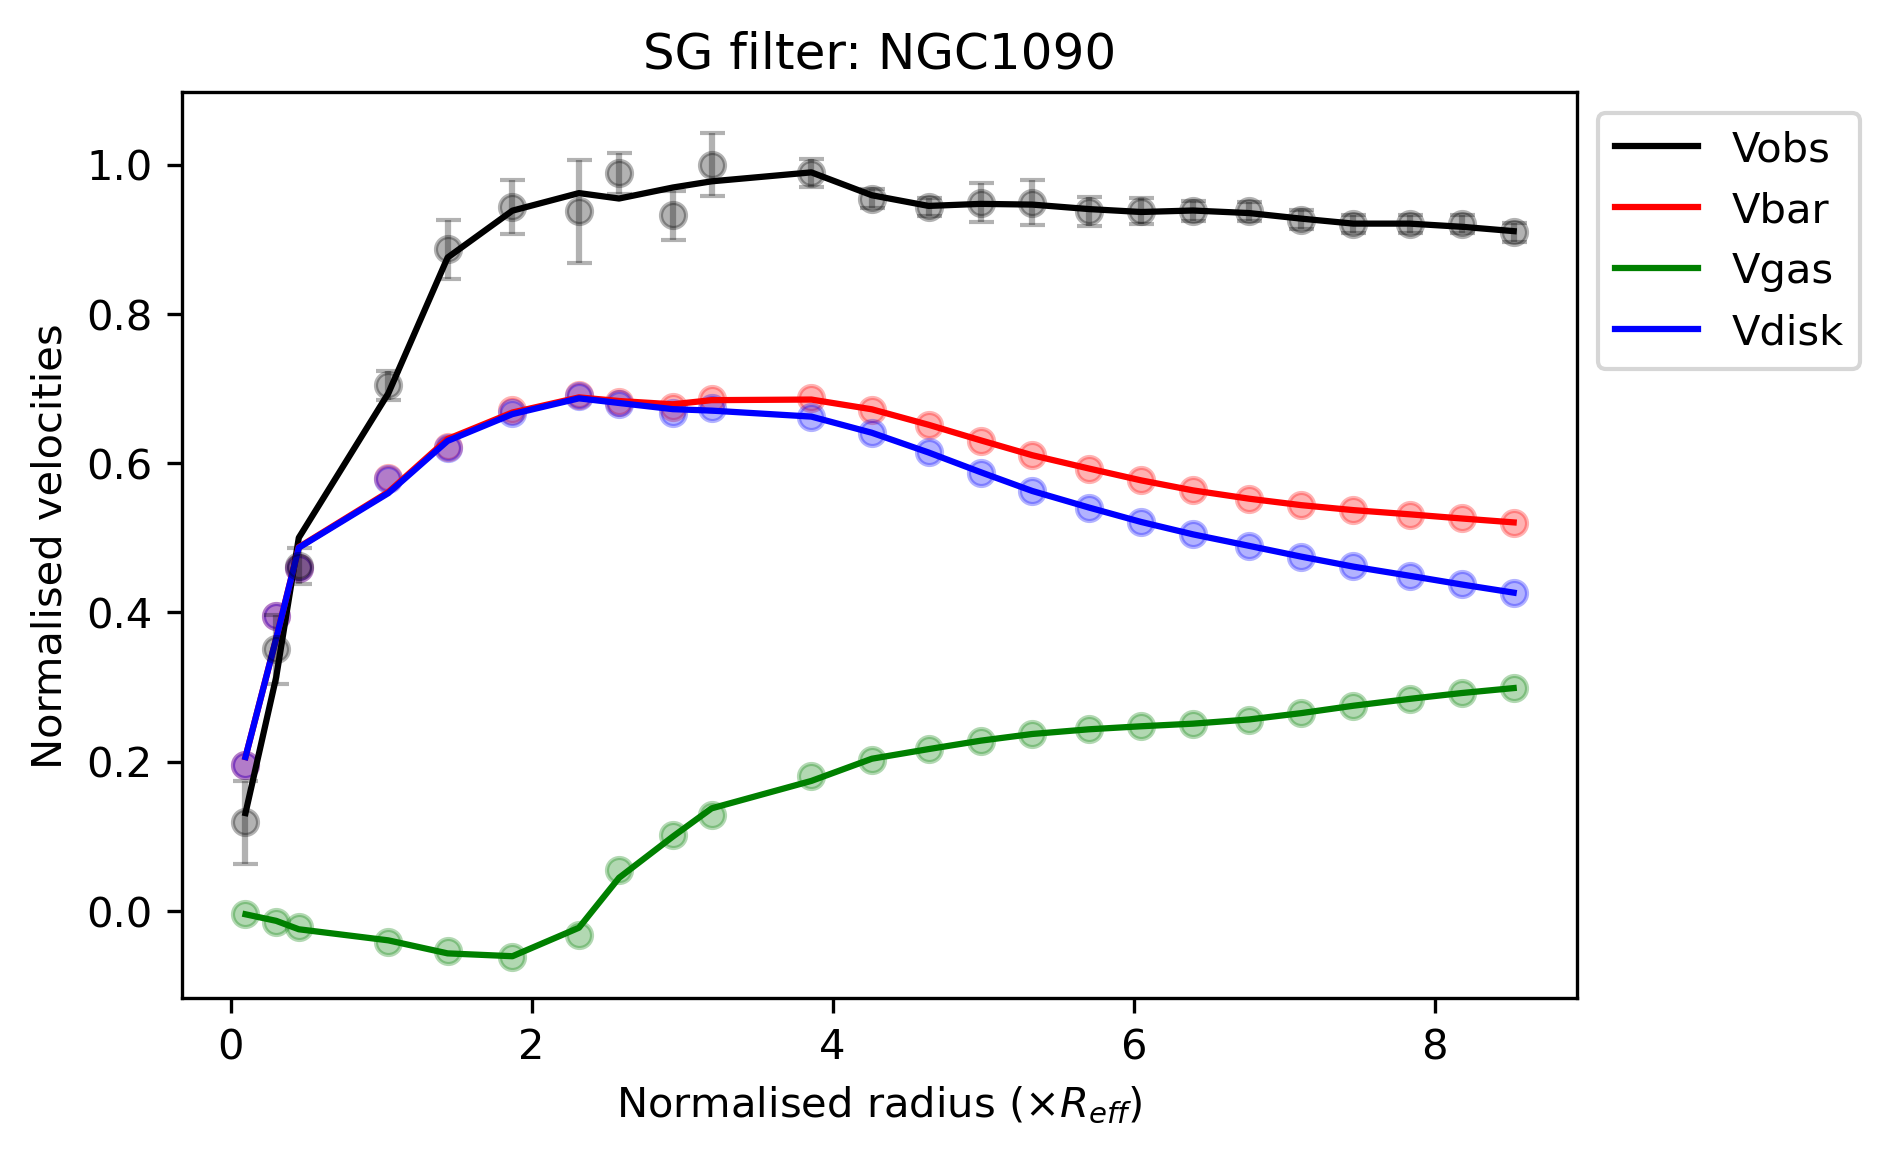 SG filter: NGC1090
Vobs
Vbar
Vgas
Vdisk
Normalised velocities
1.0
0.8
0.6
0.4
0.2
0.0
0 2 4 6 8
Normalised radius (×R_eff)